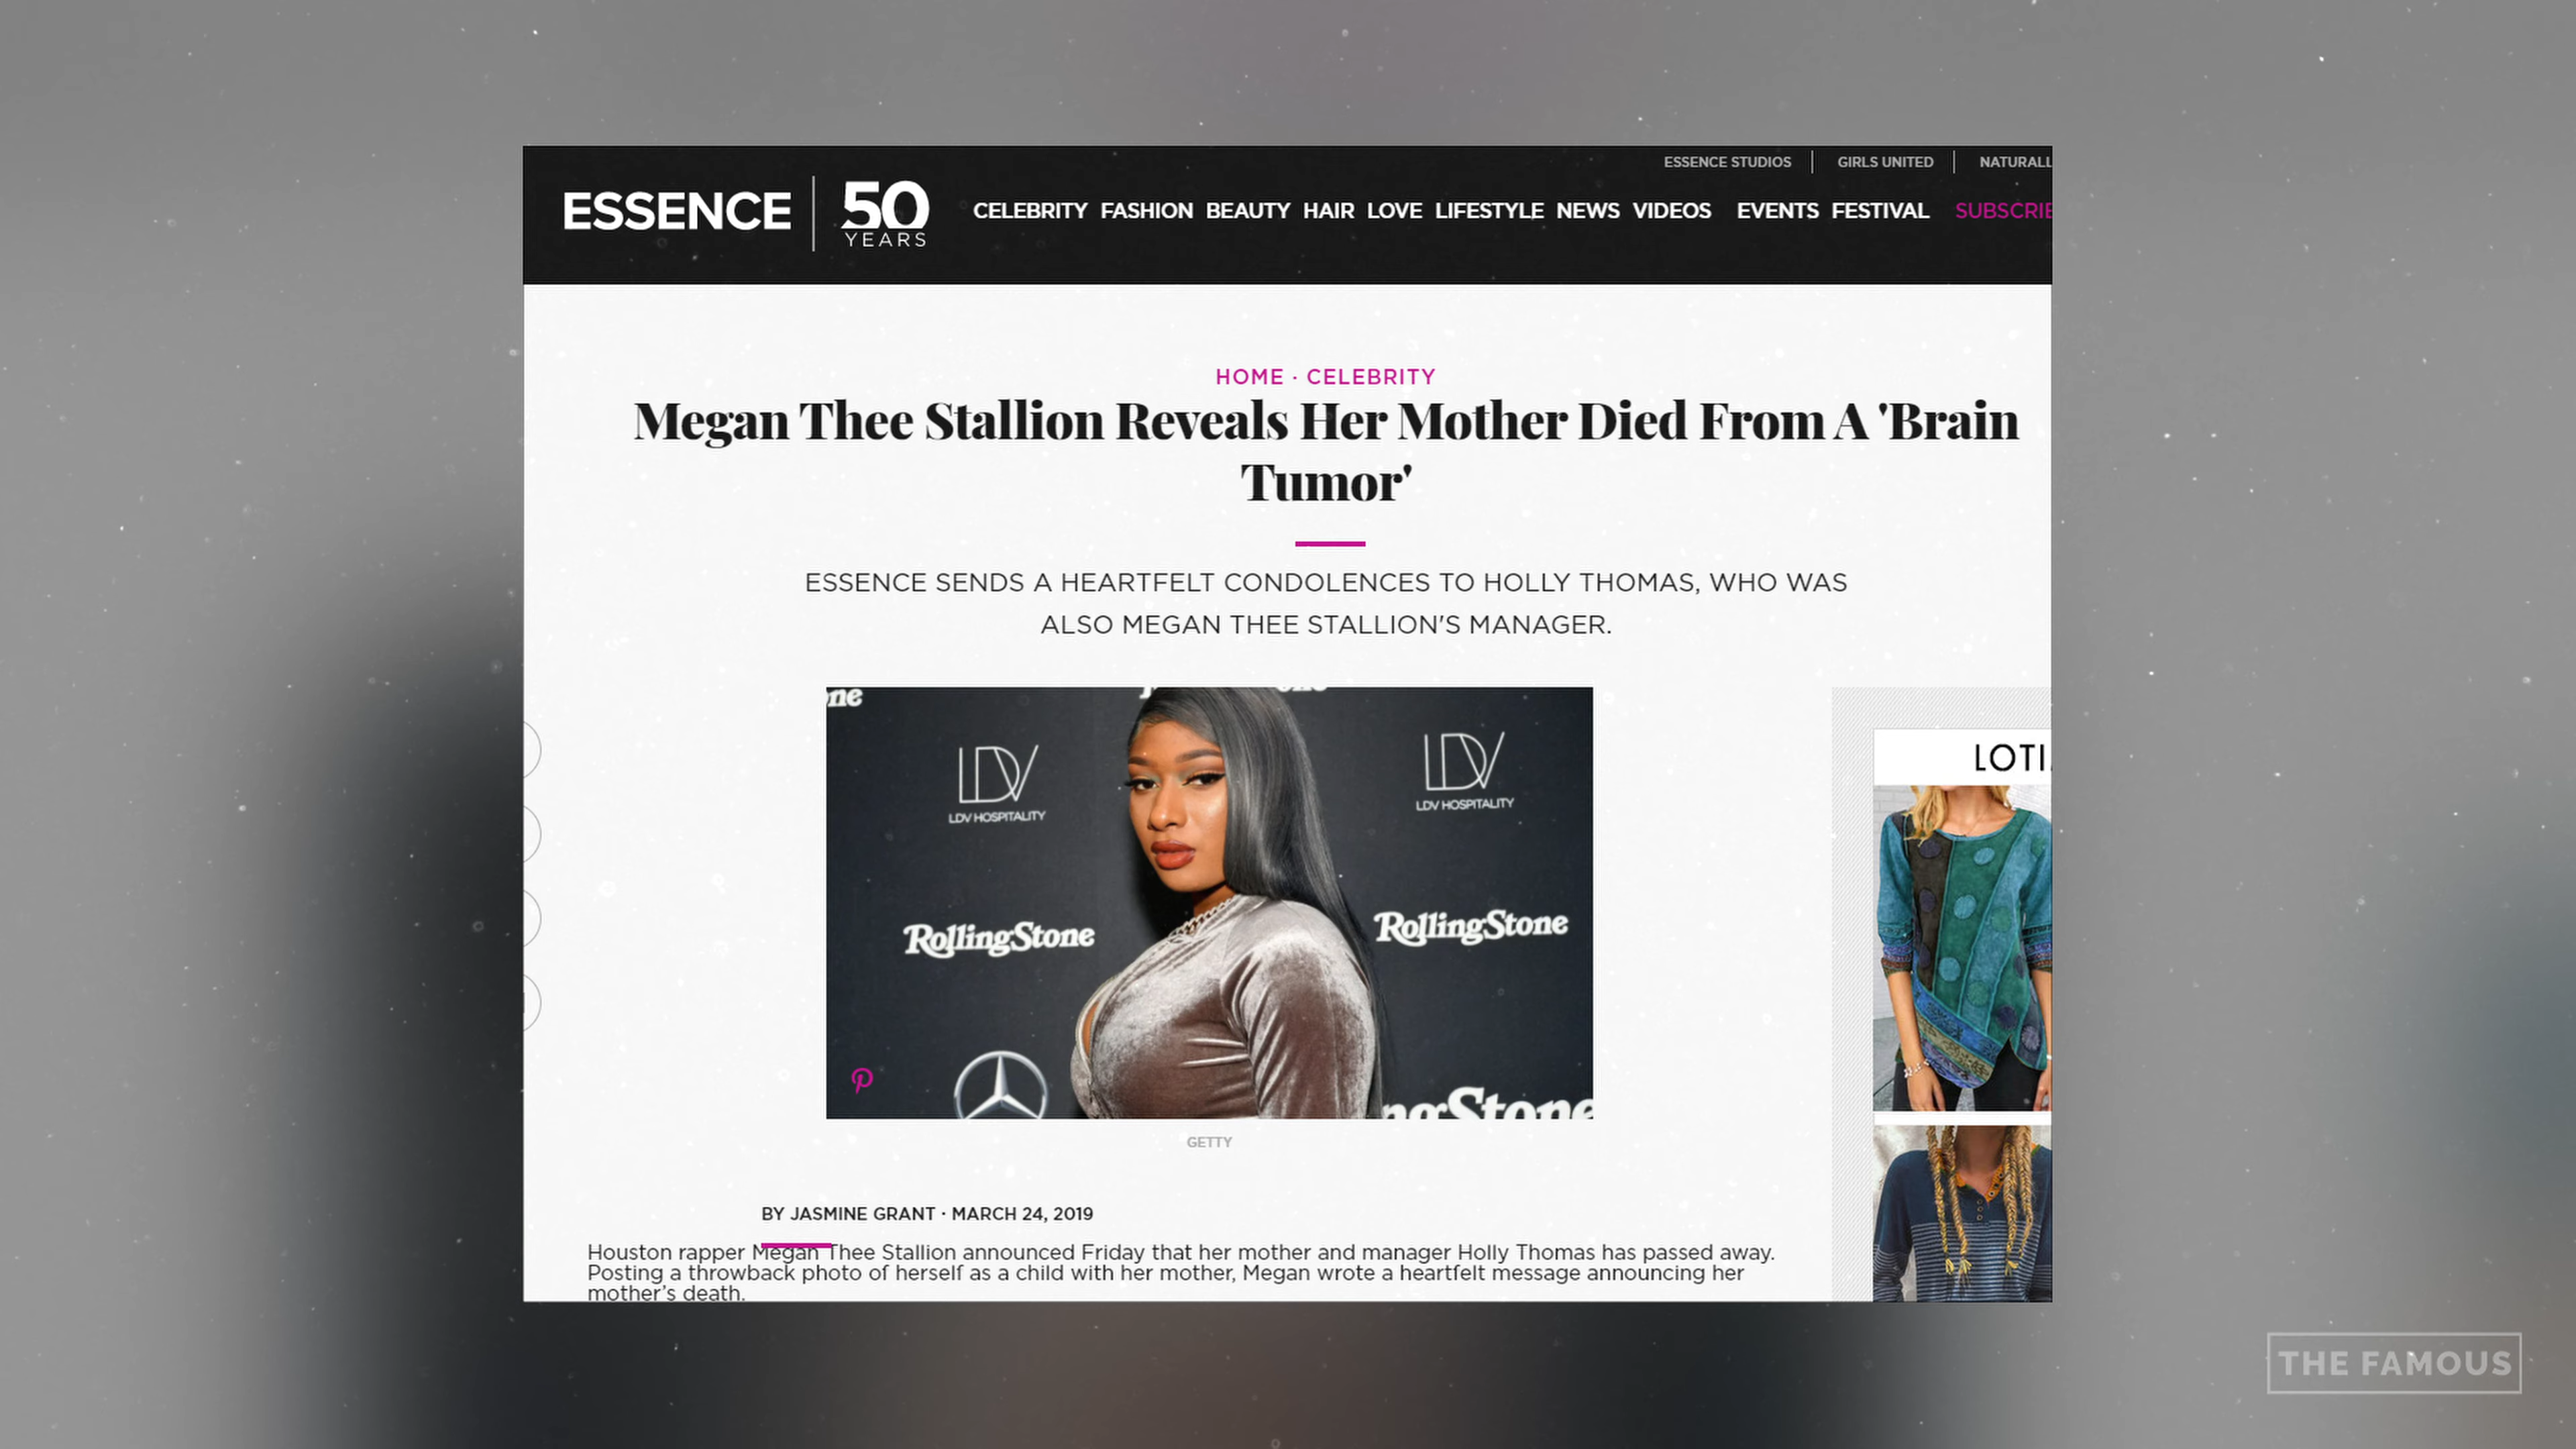 ESSENCE STUDIOS GIRLS UNITED NATURALL
ESSENCE 50 YEARS
CELEBRITY FASHION BEAUTY HAIR LOVE LIFESTYLE NEWS VIDEOS EVENTS FESTIVAL SUBSCRIB
HOME · CELEBRITY
Megan Thee Stallion Reveals Her Mother Died From A 'Brain
Tumor'
ESSENCE SENDS A HEARTFELT CONDOLENCES TO HOLLY THOMAS, WHO WAS
ALSO MEGAN THEE STALLION'S MANAGER.
ne
LDV
LDV HOSPITALITY
LDV
LDV HOSPITALITY
RollingStone
RollingStone
ngStone
LOTI
GETTY
BY JASMINE GRANT · MARCH 24, 2019
Houston rapper Megan Thee Stallion announced Friday that her mother and manager Holly Thomas has passed away.
Posting a throwback photo of herself as a child with her mother, Megan wrote a heartfelt message announcing her
mother's death.
THE FAMOUS